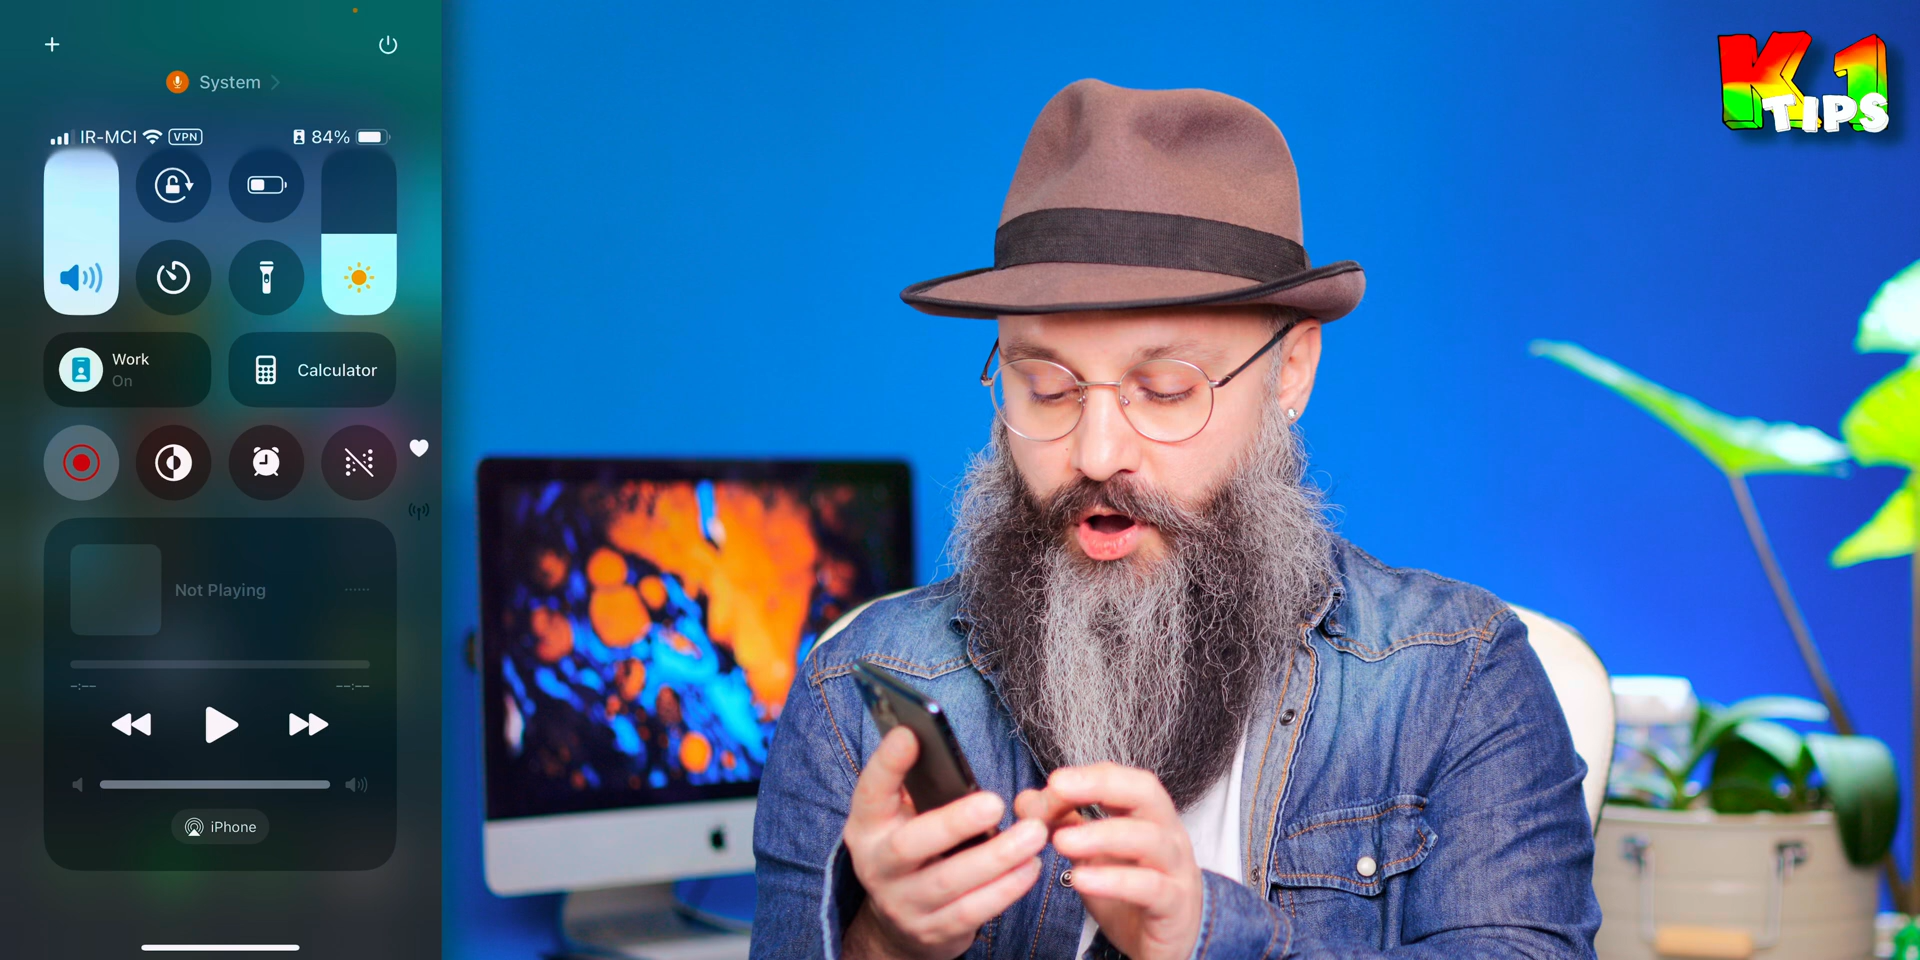 System
IR-MCI VPN 84%
Work
On
Calculator
Not Playing
-:--
--:--
iPhone
K1
TIPS